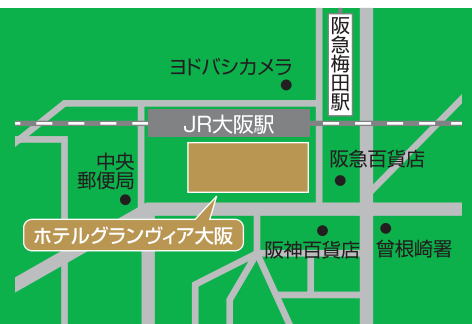 阪急梅田駅
ヨドバシカメラ
JR大阪駅
中央
郵便局
阪急百貨店
ホテルグランヴィア大阪
阪神百貨店
曾根崎署